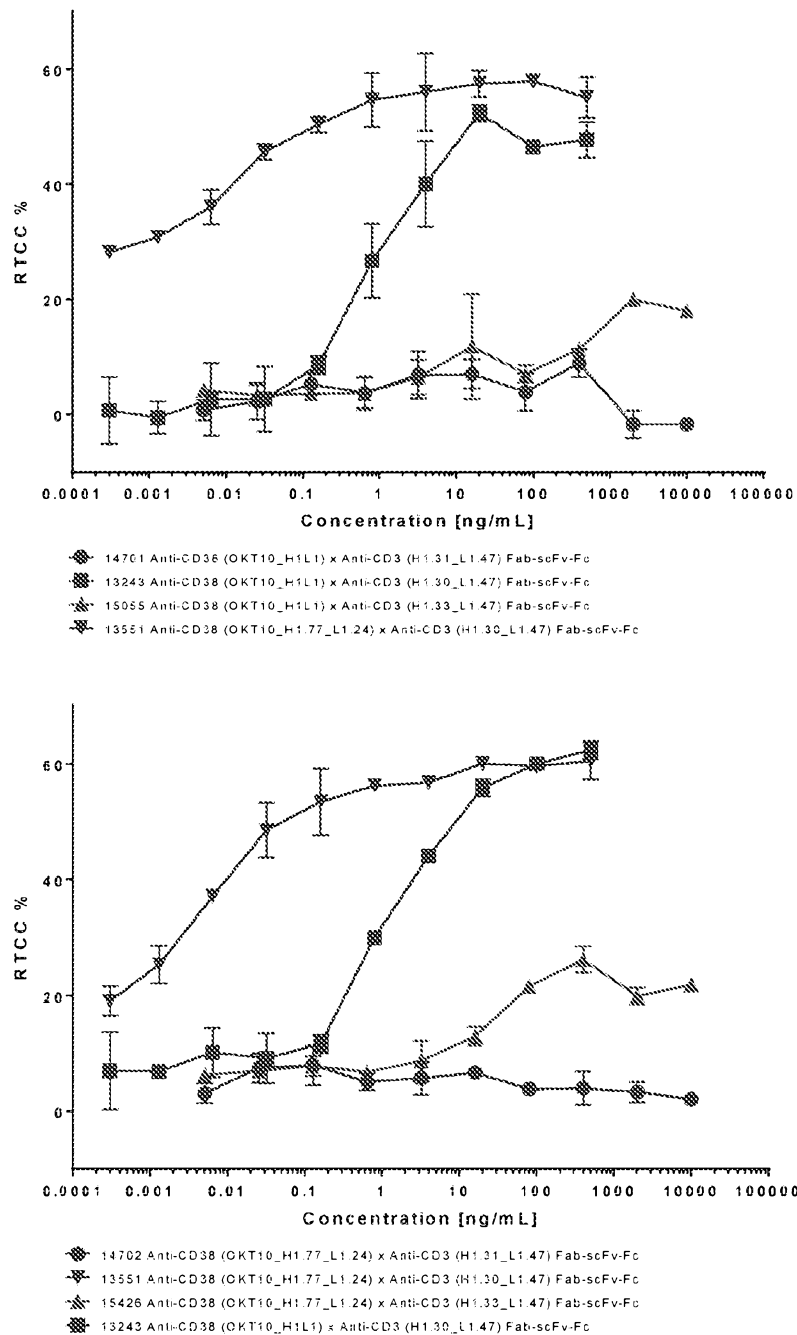 60
40
20
0
RTCC %
0.0001 0.001 0.01 0.1 1 10 100 1000 10000 100000
Concentration [ng/mL]
14701 Anti-CD38 (OKT10_H1L1) x Anti-CD3 (H1.31_L1.47) Fab-scFv-Fc
13243 Anti-CD38 (OKT10_H1L1) x Anti-CD3 (H1.30_L1.47) Fab-scFv-Fc
15055 Anti-CD38 (OKT10_H1L1) x Anti-CD3 (H1.33_L1.47) Fab-scFv-Fc
13551 Anti-CD38 (OKT10_H1.77_L1.24) x Anti-CD3 (H1.30_L1.47) Fab-scFv-Fc
60
40
20
0
RTCC %
0.0001 0.001 0.01 0.1 1 10 100 1000 10000 100000
Concentration [ng/mL]
14702 Anti-CD38 (OKT10_H1.77_L1.24) x Anti-CD3 (H1.31_L1.47) Fab-scFv-Fc
13551 Anti-CD38 (OKT10_H1.77_L1.24) x Anti-CD3 (H1.30_L1.47) Fab-scFv-Fc
15426 Anti-CD38 (OKT10_H1.77_L1.24) x Anti-CD3 (H1.33_L1.47) Fab-scFv-Fc
13243 Anti-CD38 (OKT10_H1L1) x Anti-CD3 (H1.30_L1.47) Fab-scFv-Fc